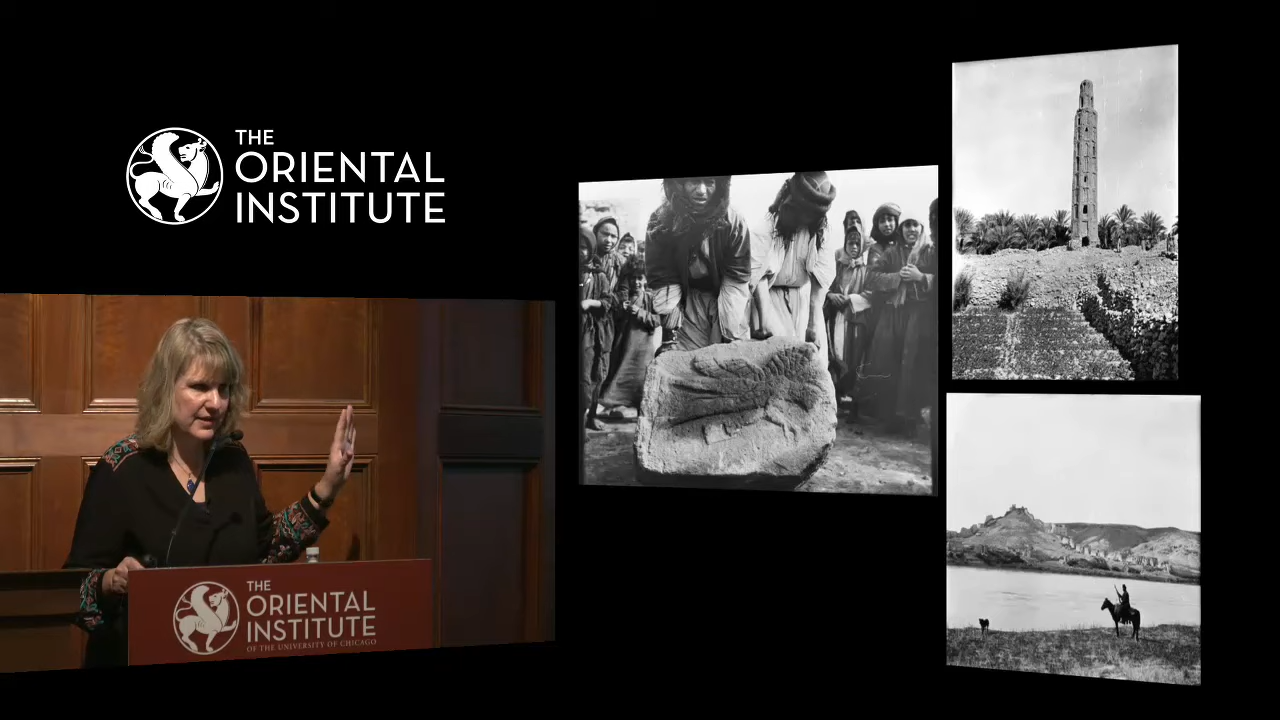 THE
ORIENTAL
INSTITUTE
THE
ORIENTAL
INSTITUTE
OF THE UNIVERSITY OF CHICAGO